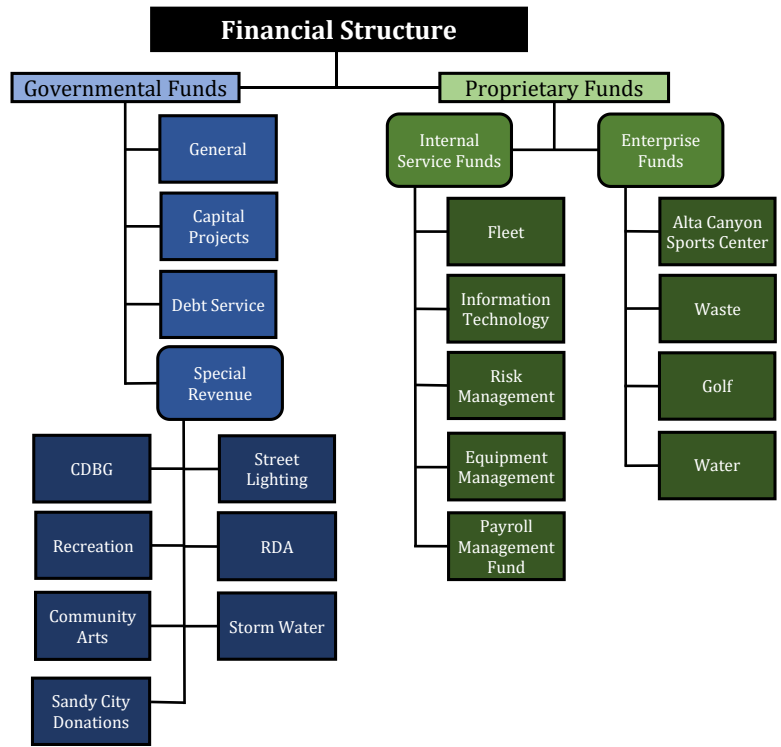 Financial Structure
Governmental Funds
Proprietary Funds
General
Capital
Projects
Debt Service
Special
Revenue
CDBG
Street
Lighting
Recreation
RDA
Community
Arts
Storm Water
Sandy City
Donations
Internal
Service Funds
Fleet
Information
Technology
Risk
Management
Equipment
Management
Payroll
Management
Fund
Enterprise
Funds
Alta Canyon
Sports Center
Waste
Golf
Water